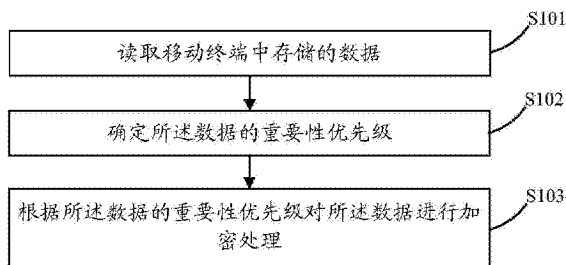 S101
读取移动终端中存储的数据
S102
确定所述数据的重要性优先级
S103
根据所述数据的重要性优先级对所述数据进行加
密处理